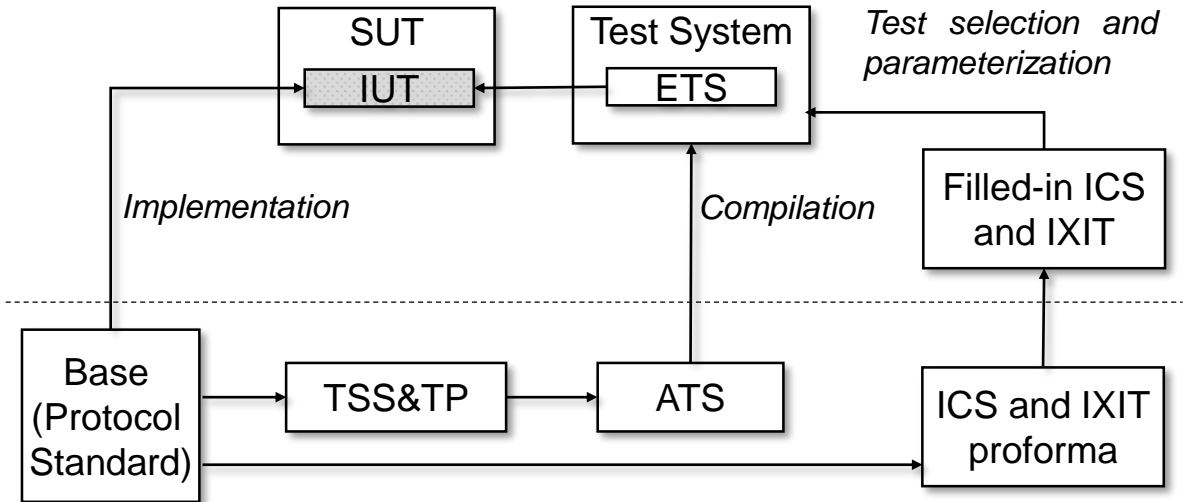 SUT
IUT
Test System
ETS
Test selection and
parameterization
Implementation
Compilation
Filled-in ICS
and IXIT
Base
(Protocol
Standard)
TSS&TP
ATS
ICS and IXIT
proforma